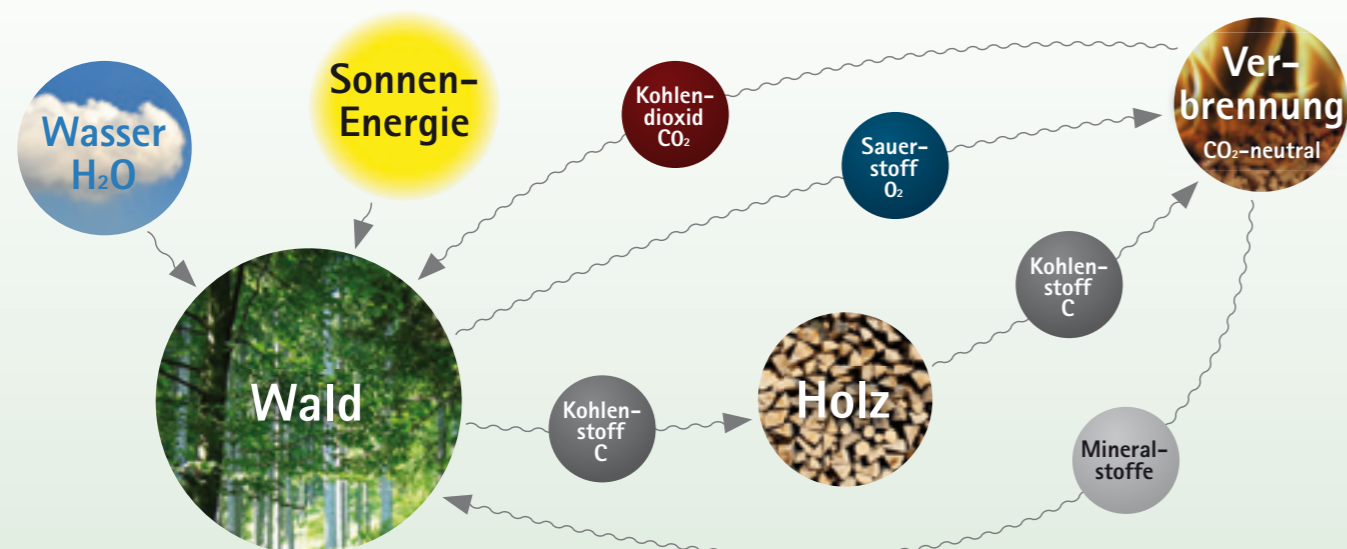 Wasser
H₂O
Sonnen-
Energie
Kohlen-
dioxid
CO₂
Sauer-
stoff
O₂
Ver-
brennung
CO₂-neutral
Kohlen-
stoff
C
Wald
Kohlen-
stoff
C
Holz
Mineral-
stoffe